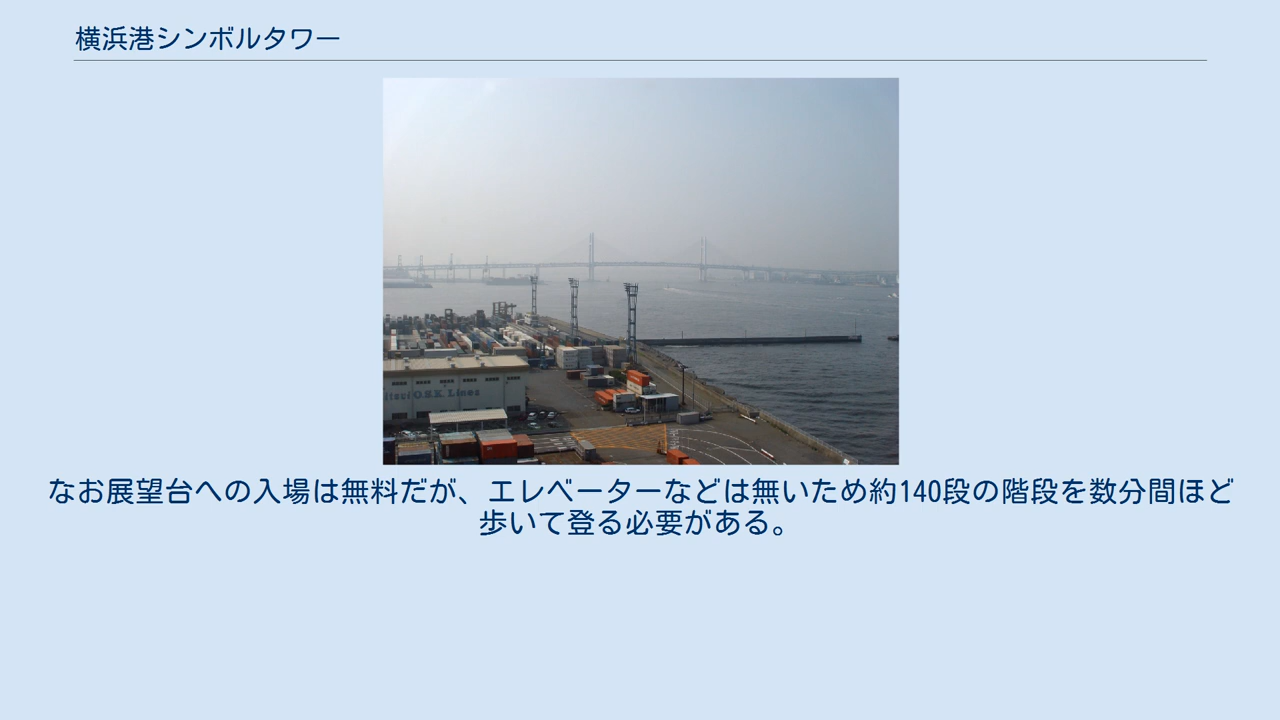 横浜港シンボルタワー
O.S.K. Lines
なお展望台への入場は無料だが、エレベーターなどは無いため約140段の階段を数分間ほど
歩いて登る必要がある。